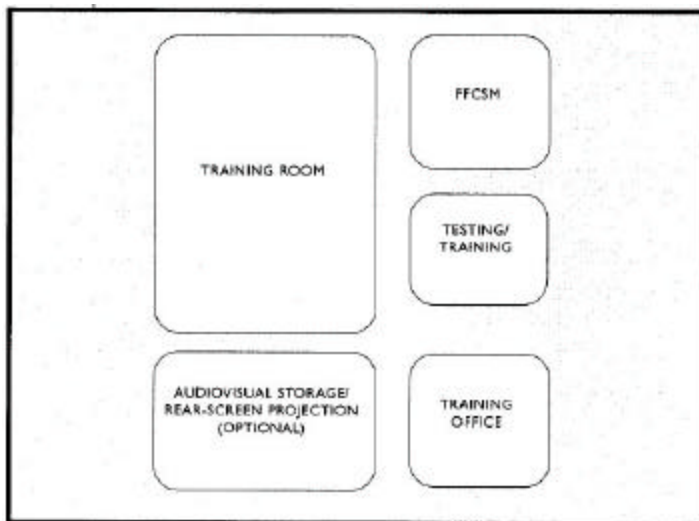 TRAINING ROOM
FFCSM
TESTING/
TRAINING
AUDIOVISUAL STORAGE/
REAR-SCREEN PROJECTION
(OPTIONAL)
TRAINING
OFFICE